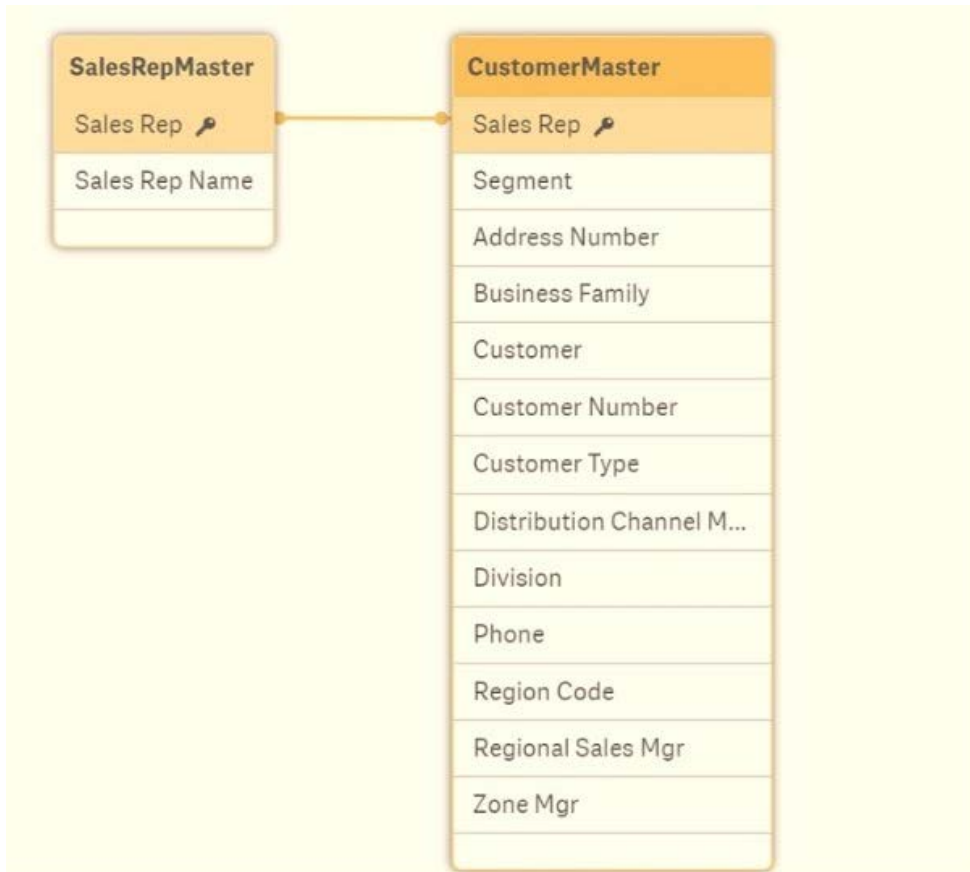 SalesRepMaster
Sales Rep
Sales Rep Name
CustomerMaster
Sales Rep
Segment
Address Number
Business Family
Customer
Customer Number
Customer Type
Distribution Channel M...
Division
Phone
Region Code
Regional Sales Mgr
Zone Mgr